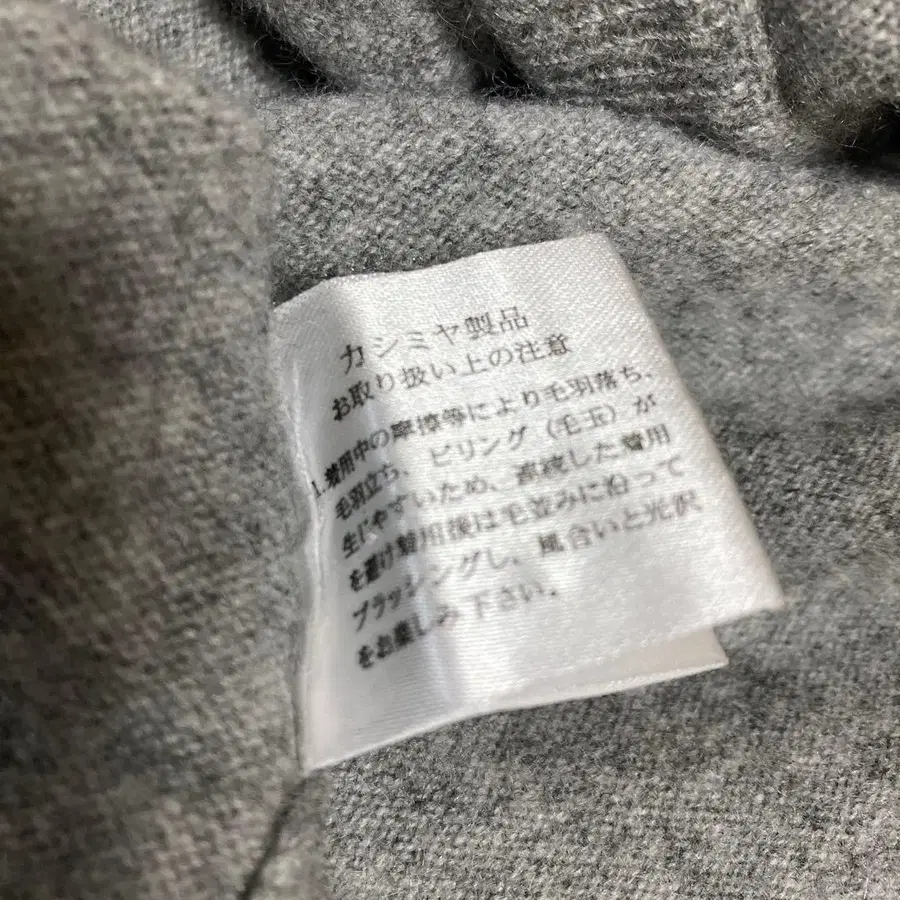 カシミヤ製品
お取り扱い上の注意
1.着用中の摩擦等により毛羽落ち、
毛羽立ち、ピリング（毛玉）が
生じやすいため、連続した着用
を避け着用後は毛並みに沿って
ブラッシングし、風合いと光沢
をお楽しみ下さい。